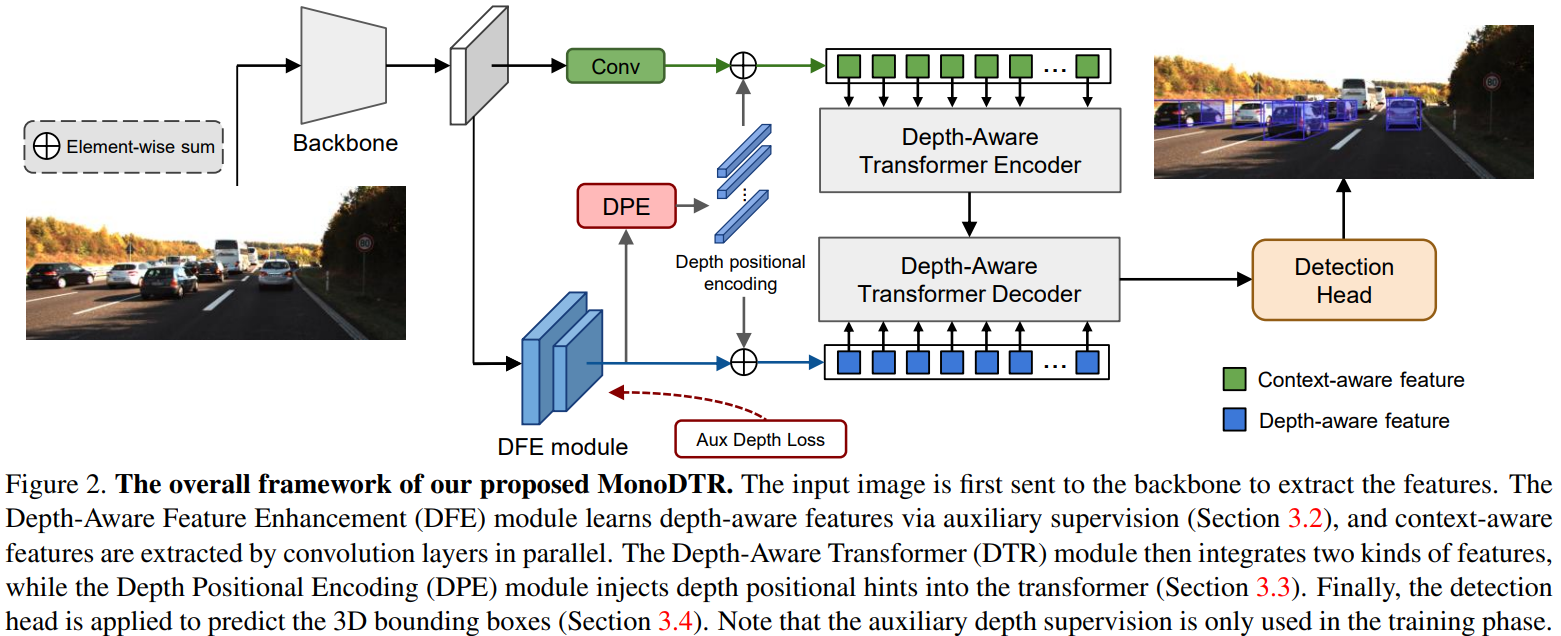 Conv
Element-wise sum
Backbone
Depth-Aware
Transformer Encoder
DPE
Depth positional
encoding
Depth-Aware
Transformer Decoder
Detection
Head
DFE module
Aux Depth Loss
Context-aware feature
Depth-aware feature
Figure 2. The overall framework of our proposed MonoDTR. The input image is first sent to the backbone to extract the features. The
Depth-Aware Feature Enhancement (DFE) module learns depth-aware features via auxiliary supervision (Section 3.2), and context-aware
features are extracted by convolution layers in parallel. The Depth-Aware Transformer (DTR) module then integrates two kinds of features,
while the Depth Positional Encoding (DPE) module injects depth positional hints into the transformer (Section 3.3). Finally, the detection
head is applied to predict the 3D bounding boxes (Section 3.4). Note that the auxiliary depth supervision is only used in the training phase.